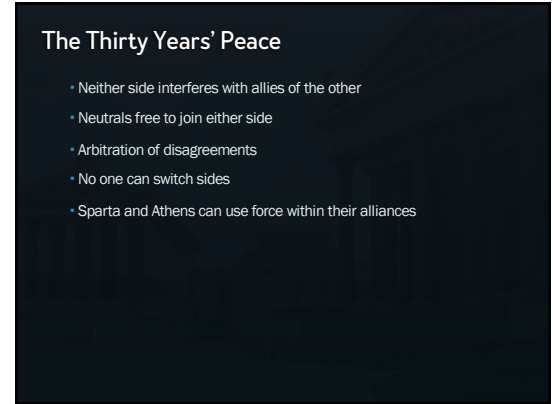 The Thirty Years’ Peace
▪ Neither side interferes with allies of the other
▪ Neutrals free to join either side
▪ Arbitration of disagreements
▪ No one can switch sides
▪ Sparta and Athens can use force within their alliances